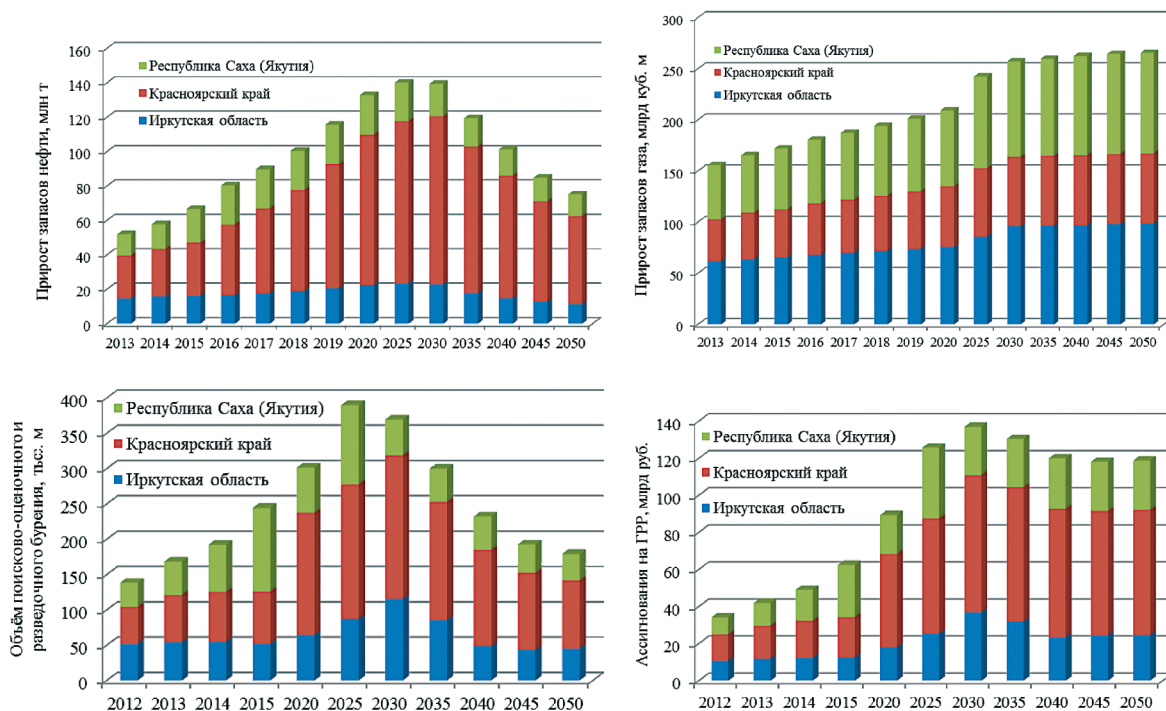 Прирост запасов нефти, млн т
160
140
120
100
80
60
40
20
0
Республика Саха (Якутия)
Красноярский край
Иркутская область
2013 2014 2015 2016 2017 2018 2019 2020 2025 2030 2035 2040 2045 2050
Прирост запасов газа, млрд куб. м
300
250
200
150
100
50
0
Республика Саха (Якутия)
Красноярский край
Иркутская область
2013 2014 2015 2016 2017 2018 2019 2020 2025 2030 2035 2040 2045 2050
Объём поисково-оценочного и
разведочного бурения, тыс. м
400
350
300
250
200
150
100
50
0
Республика Саха (Якутия)
Красноярский край
Иркутская область
2012 2013 2014 2015 2020 2025 2030 2035 2040 2045 2050
Ассигнования на ГРР, млрд руб.
140
120
100
80
60
40
20
0
Республика Саха (Якутия)
Красноярский край
Иркутская область
2012 2013 2014 2015 2020 2025 2030 2035 2040 2045 2050